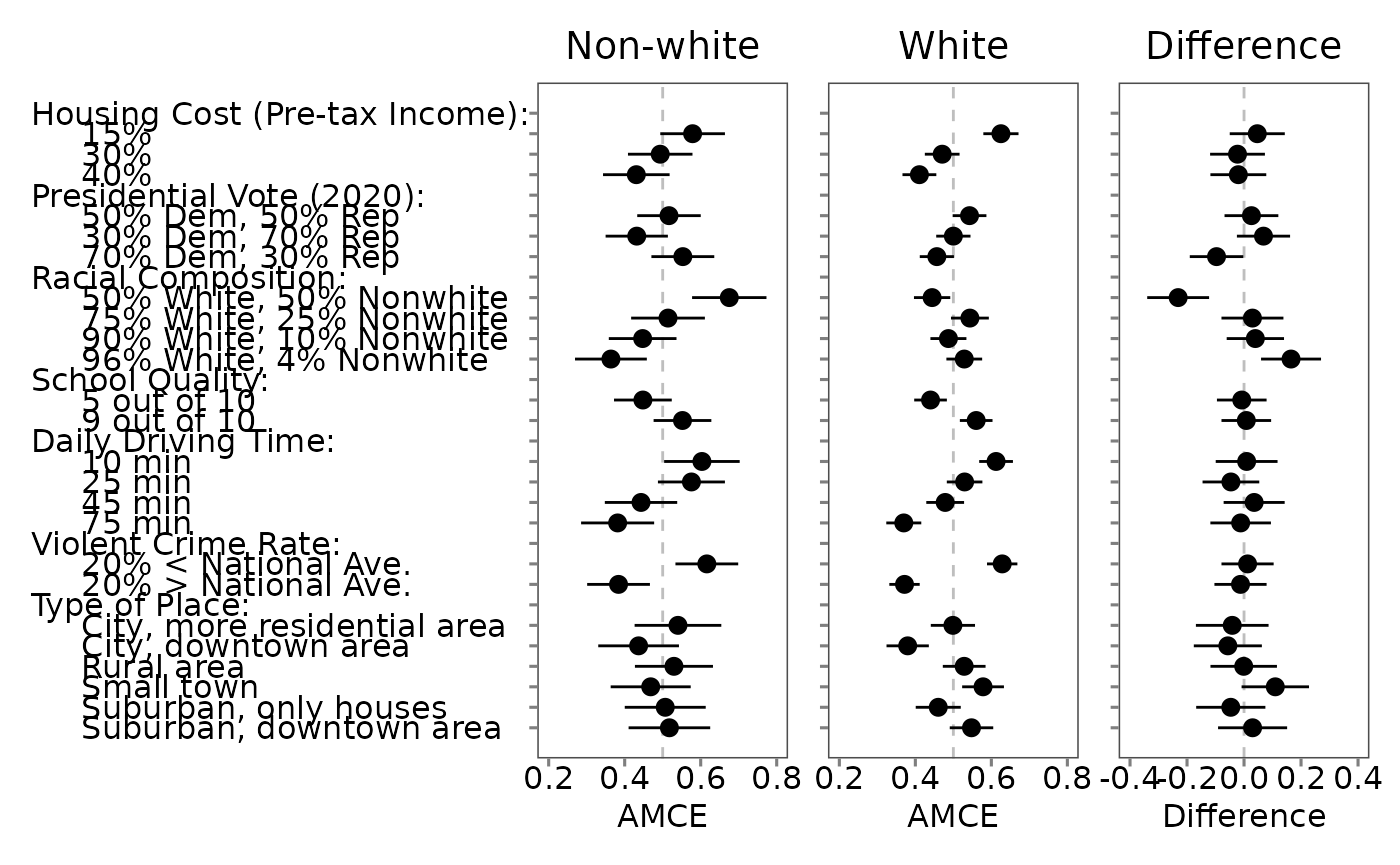 Non-white White Difference
Housing Cost (Pre-tax Income):
15%
30%
40%
Presidential Vote (2020):
50% Dem, 50% Rep
30% Dem, 70% Rep
70% Dem, 30% Rep
Racial Composition:
50% White, 50% Nonwhite
75% White, 25% Nonwhite
90% White, 10% Nonwhite
96% White, 4% Nonwhite
School Quality:
5 out of 10
9 out of 10
Daily Driving Time:
10 min
25 min
45 min
75 min
Violent Crime Rate:
20% < National Ave.
20% > National Ave.
Type of Place:
City, more residential area
City, downtown area
Rural area
Small town
Suburban, only houses
Suburban, downtown area
0.2 0.4 0.6 0.8 0.2 0.4 0.6 0.8 -0.4 -0.2 0.0 0.2 0.4
AMCE AMCE Difference